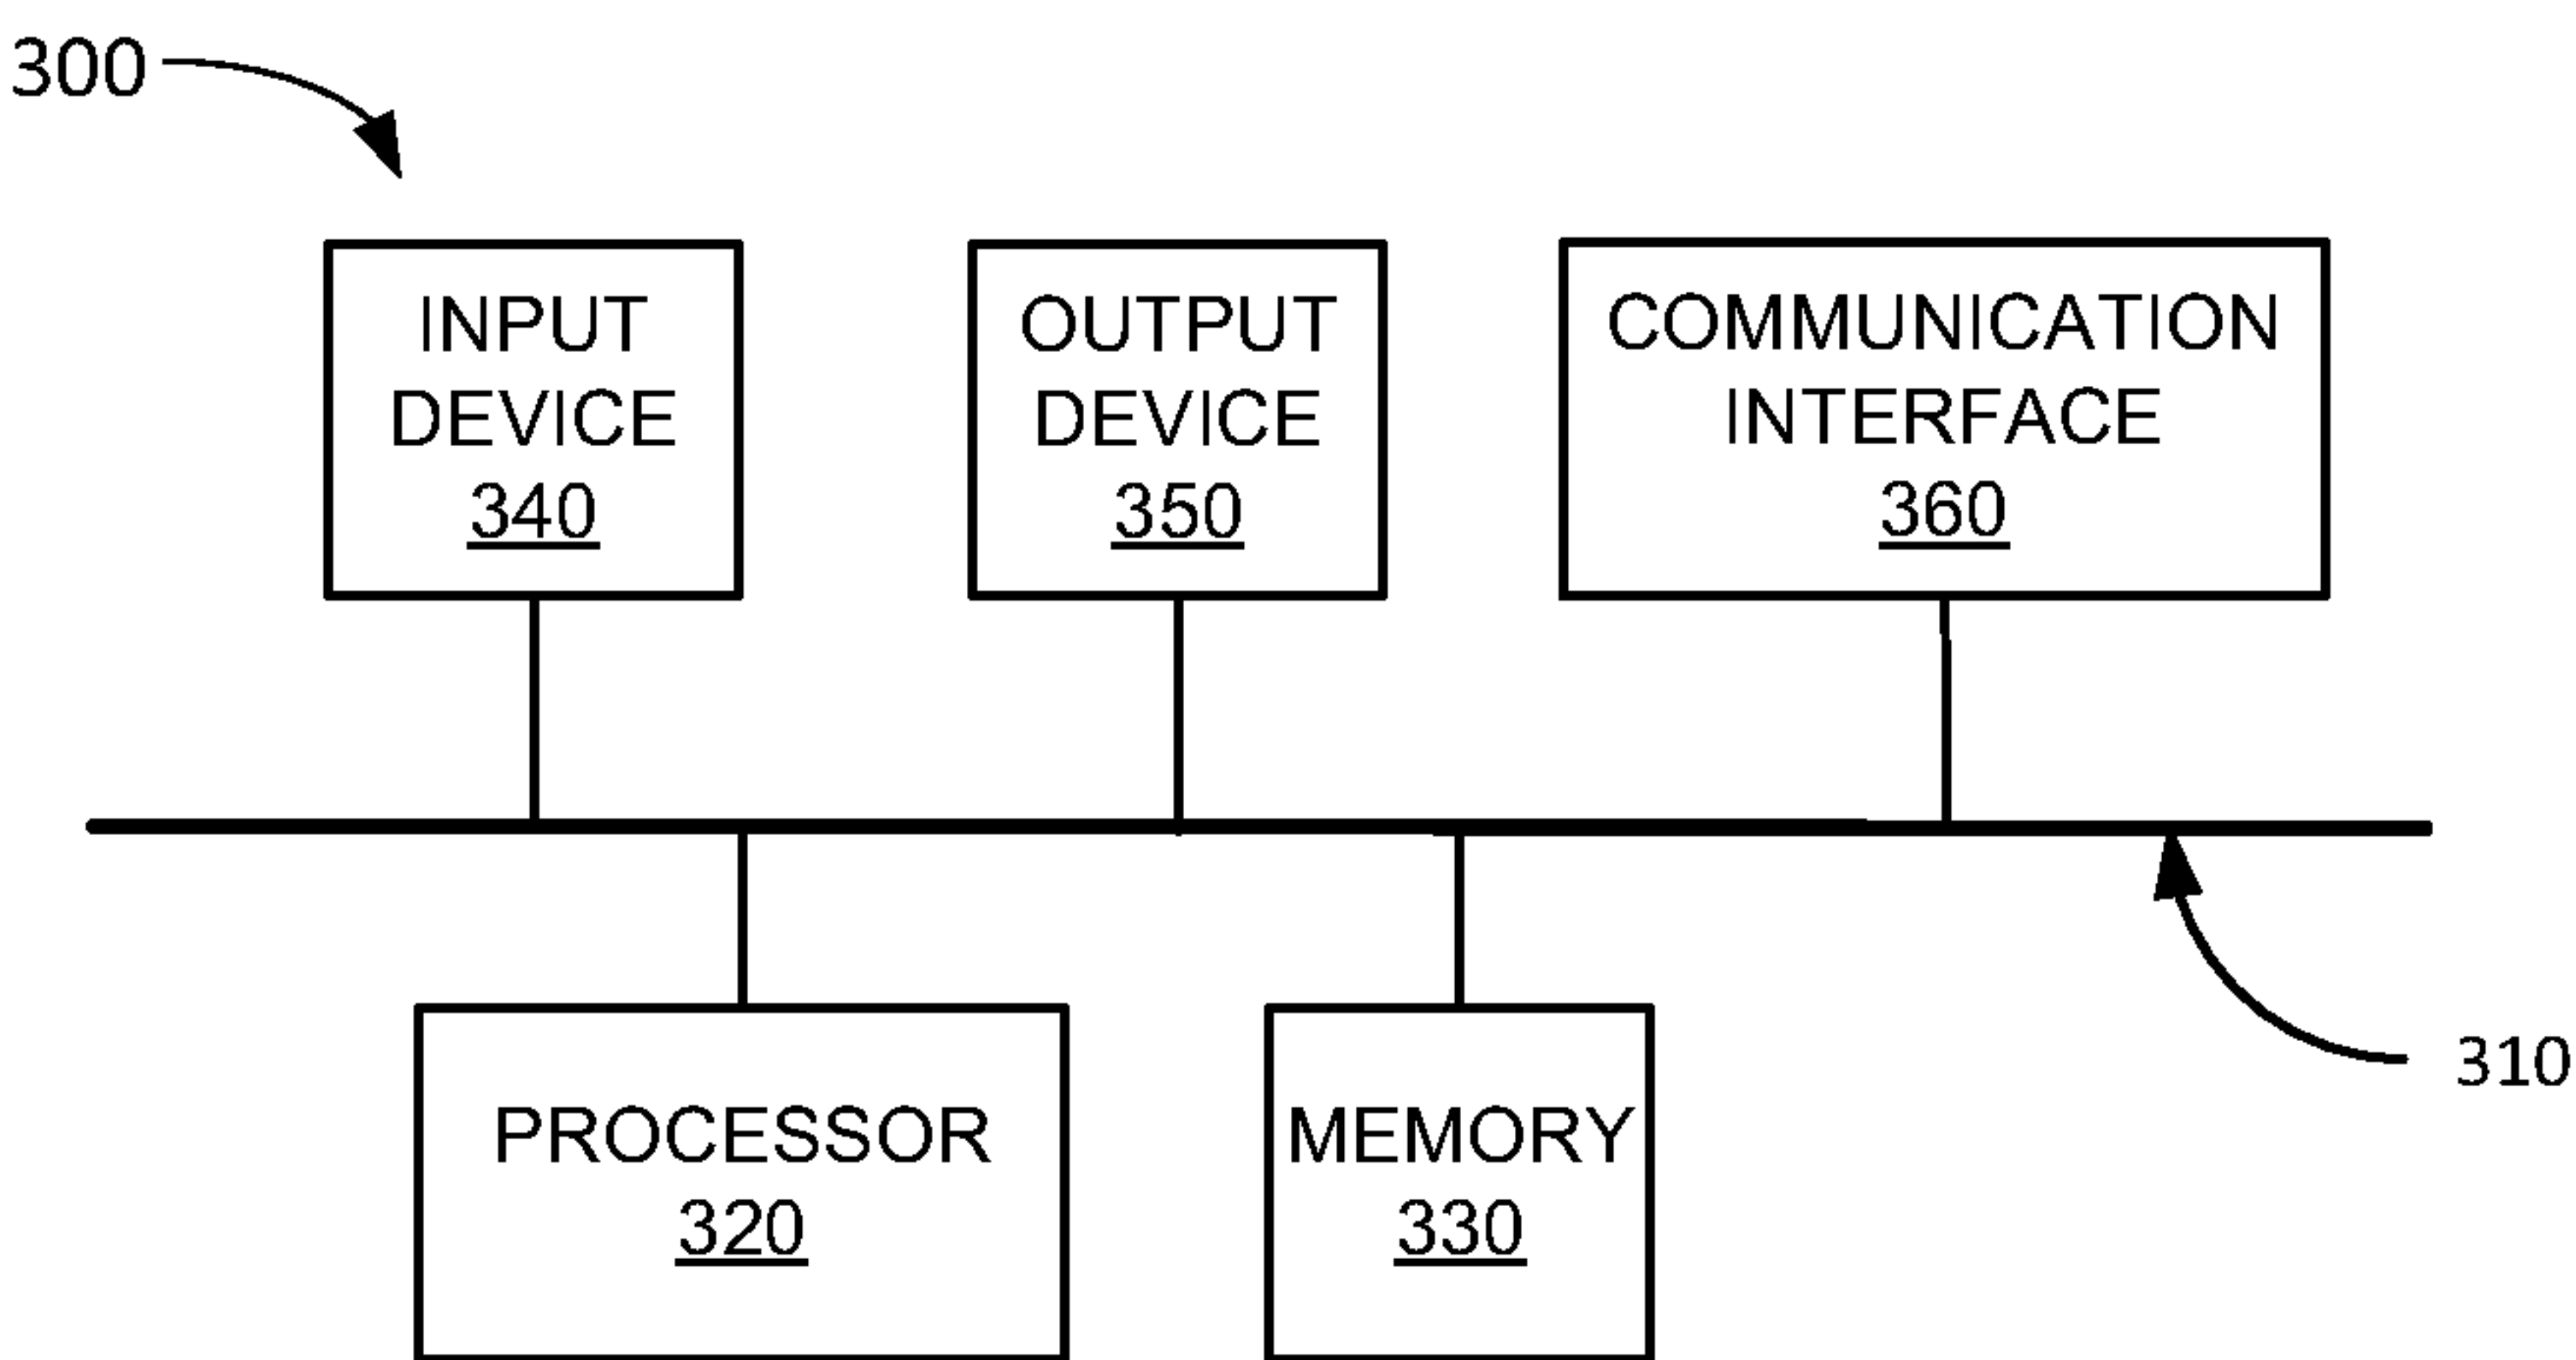 300
INPUT
DEVICE
340
OUTPUT
DEVICE
350
COMMUNICATION
INTERFACE
360
PROCESSOR
320
MEMORY
330
310